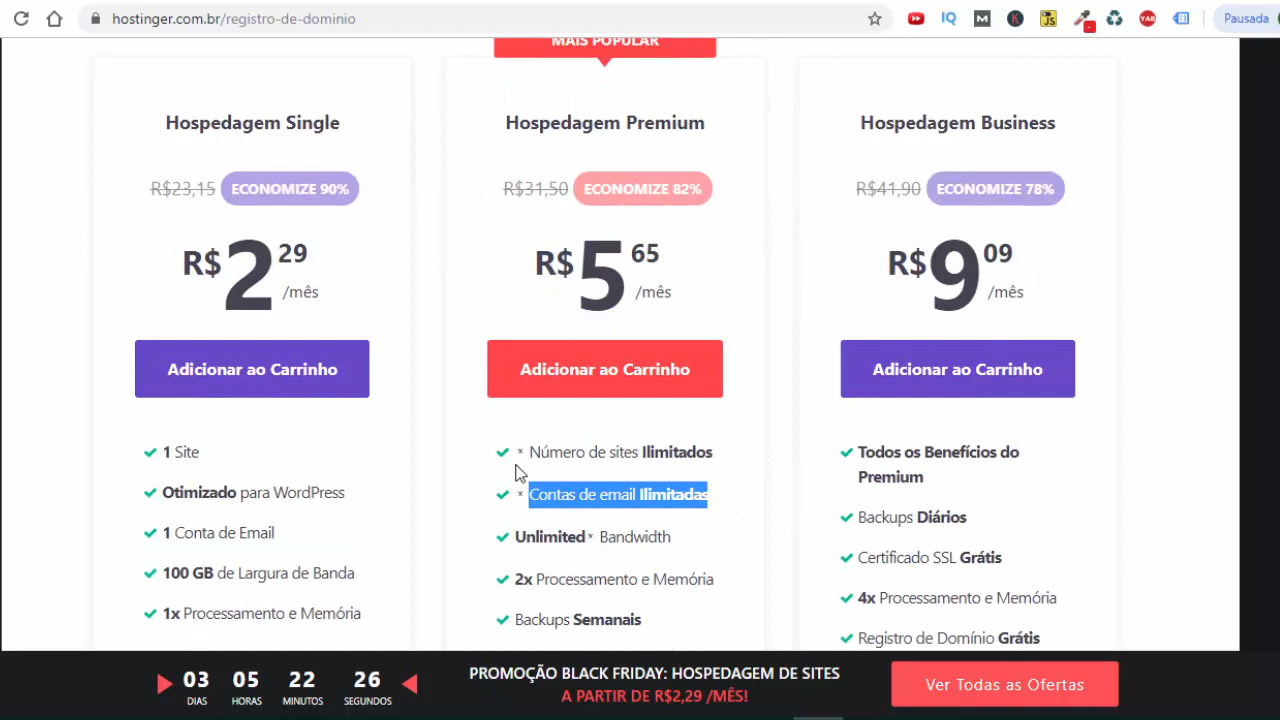 hostinger.com.br/registro-de-dominio
Pausada
MAIS POPULAR
Hospedagem Single
R$23,15 ECONOMIZE 90%
R$2 29 /mês
Adicionar ao Carrinho
1 Site
Otimizado para WordPress
1 Conta de Email
100 GB de Largura de Banda
1x Processamento e Memória
Hospedagem Premium
R$31,50 ECONOMIZE 82%
R$5 65 /mês
Adicionar ao Carrinho
* Número de sites Ilimitados
* Contas de email Ilimitadas
Unlimited* Bandwidth
2x Processamento e Memória
Backups Semanais
Hospedagem Business
R$41,90 ECONOMIZE 78%
R$9 09 /mês
Adicionar ao Carrinho
Todos os Benefícios do
Premium
Backups Diários
Certificado SSL Grátis
4x Processamento e Memória
Registro de Domínio Grátis
03 05 22 26
DIAS HORAS MINUTOS SEGUNDOS
PROMOÇÃO BLACK FRIDAY: HOSPEDAGEM DE SITES
A PARTIR DE R$2,29 /MÊS!
Ver Todas as Ofertas